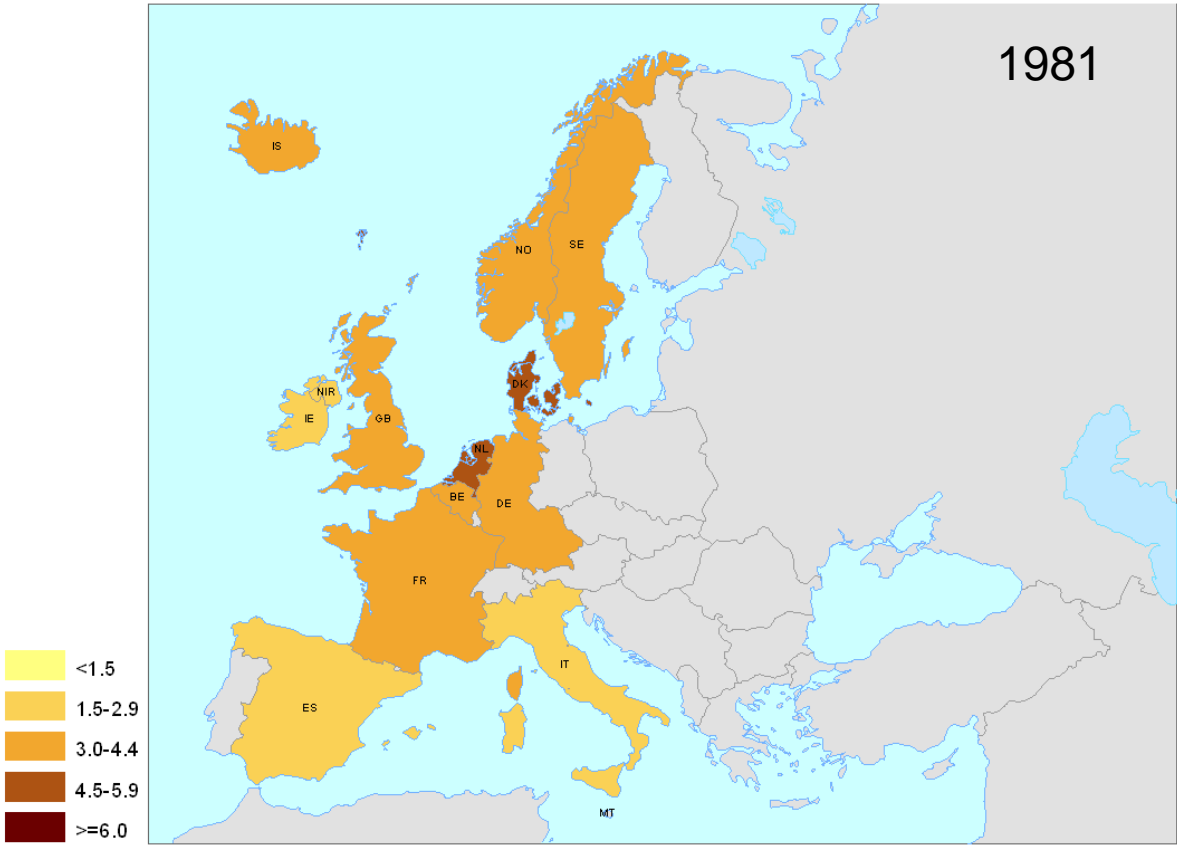 1981
IS
NO
SE
DK
NIR
IE
GB
NL
BE
DE
FR
IT
ES
MT
<1.5
1.5-2.9
3.0-4.4
4.5-5.9
>=6.0